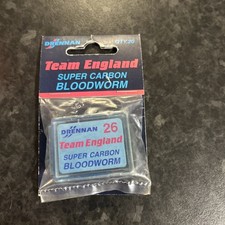 DRENNAN
Team England
SUPER CARBON
BLOODWORM
DRENNAN 26
Team England
SUPER CARBON
BLOODWORM